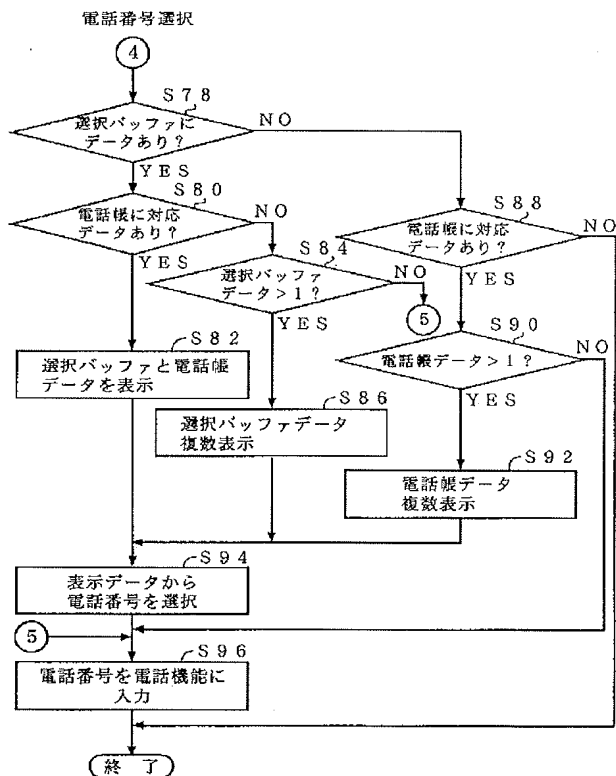 電話番号選択
④
S78
選択バッファに
データあり?
NO
YES
S80
電話帳に対応
データあり?
NO
YES
S84
選択バッファ
データ>1?
NO
YES
⑤
S88
電話帳に対応
データあり?
NO
YES
S90
電話帳データ>1?
NO
YES
S82
選択バッファと電話帳
データを表示
S86
選択バッファデータ
複数表示
S92
電話帳データ
複数表示
S94
表示データから
電話番号を選択
⑤
S96
電話番号を電話機能に
入力
終了